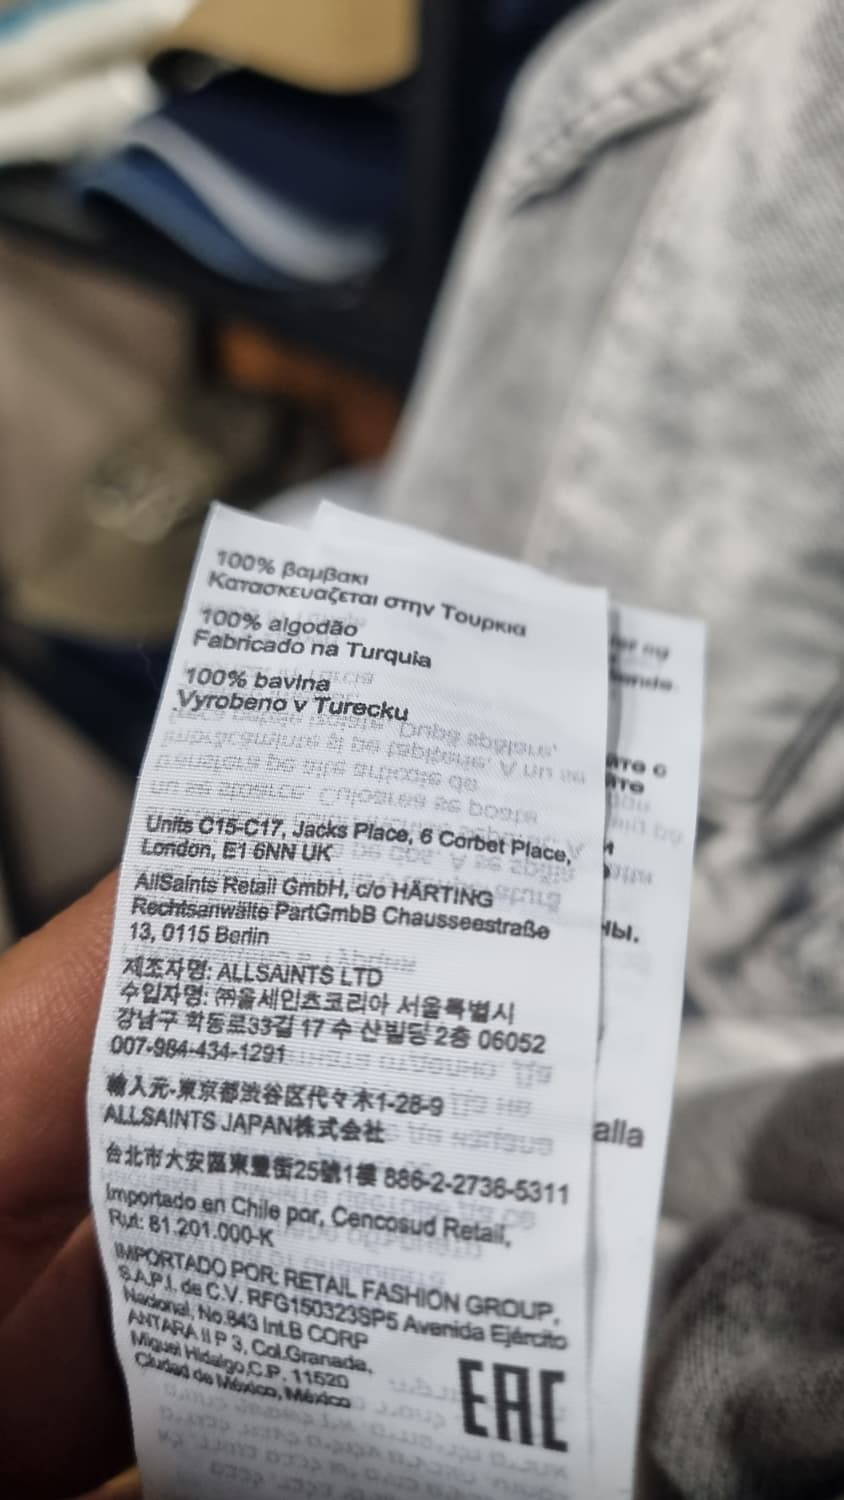 100% βαμβακι
Κατασκευαζεται στην Τουρκια
100% algodão
Fabricado na Turquia
100% bavlna
Vyrobeno v Turecku
Units C15-C17, Jacks Place, 6 Corbet Place,
London, E1 6NN UK
AllSaints Retail GmbH, c/o HÄRTING
Rechtsanwälte PartGmbB Chausseestraße
13, 0115 Berlin
제조자명: ALLSAINTS LTD
수입자명: ㈜올세인츠코리아 서울특별시
강남구 학동로33길 17 수 산빌딩 2층 06052
007-984-434-1291
輸入元-東京都渋谷区代々木1-28-9
ALLSAINTS JAPAN株式会社
台北市大安區東豐街25號1樓 886-2-2736-5311
Importado en Chile por, Cencosud Retail,
Rut: 81.201.000-K
IMPORTADO POR: RETAIL FASHION GROUP,
S.A.P.I. de C.V. RFG150323SP5 Avenida Ejército
Nacional, No.843 Int.B CORP
ANTARA II P 3, Col.Granada,
Miguel Hidalgo,C.P. 11520
Ciudad de México, México
EAC
alla